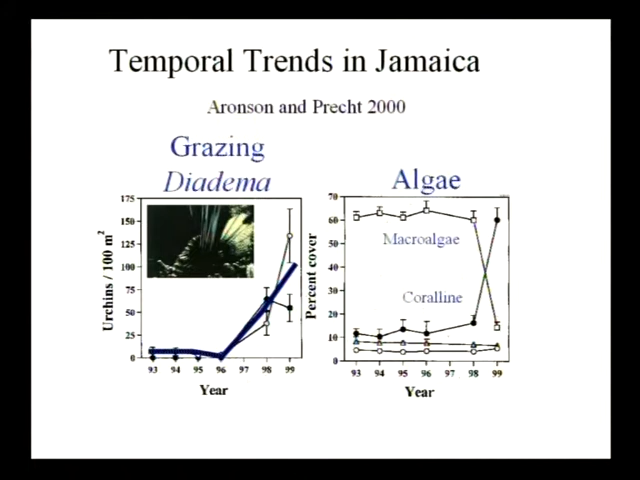 Temporal Trends in Jamaica
Aronson and Precht 2000
Grazing
Diadema
Urchins / 100 m²
175
150
125
100
75
50
25
0
93 94 95 96 97 98 99
Year
Algae
Percent cover
70
60
50
40
30
20
10
0
Macroalgae
Coralline
93 94 95 96 97 98 99
Year